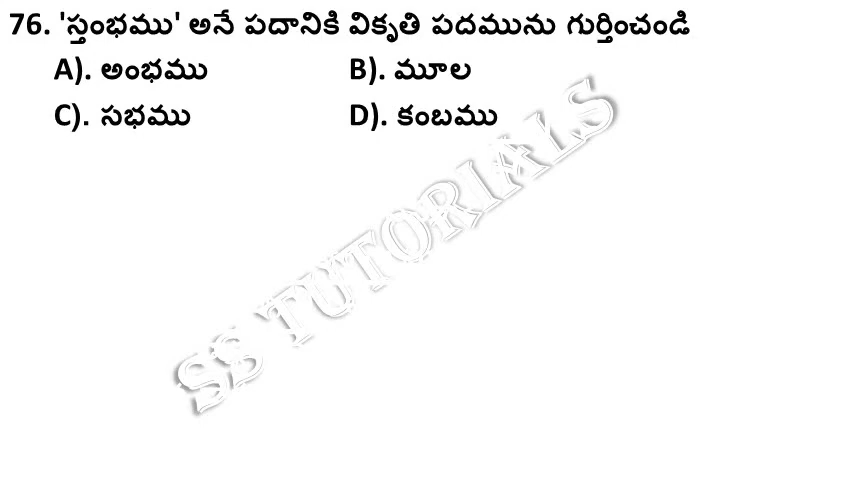 76. 'స్తంభము' అనే పదానికి వికృతి పదమును గుర్తించండి
A). అంభము B). మూల
C). సభము D). కంబము
SS TUTORIALS